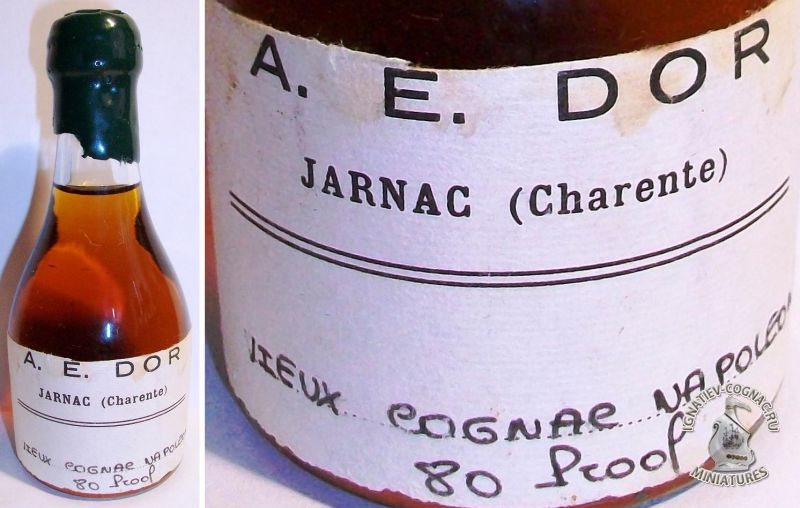 A. E. DOR
JARNAC (Charente)
VIEUX COGNAC NAPOLEON
80 Proof
A. E. DOR
JARNAC (Charente)
VIEUX COGNAC NAPOLEON
80 Proof
IGNATIEV-COGNAC.RU
MINIATURES